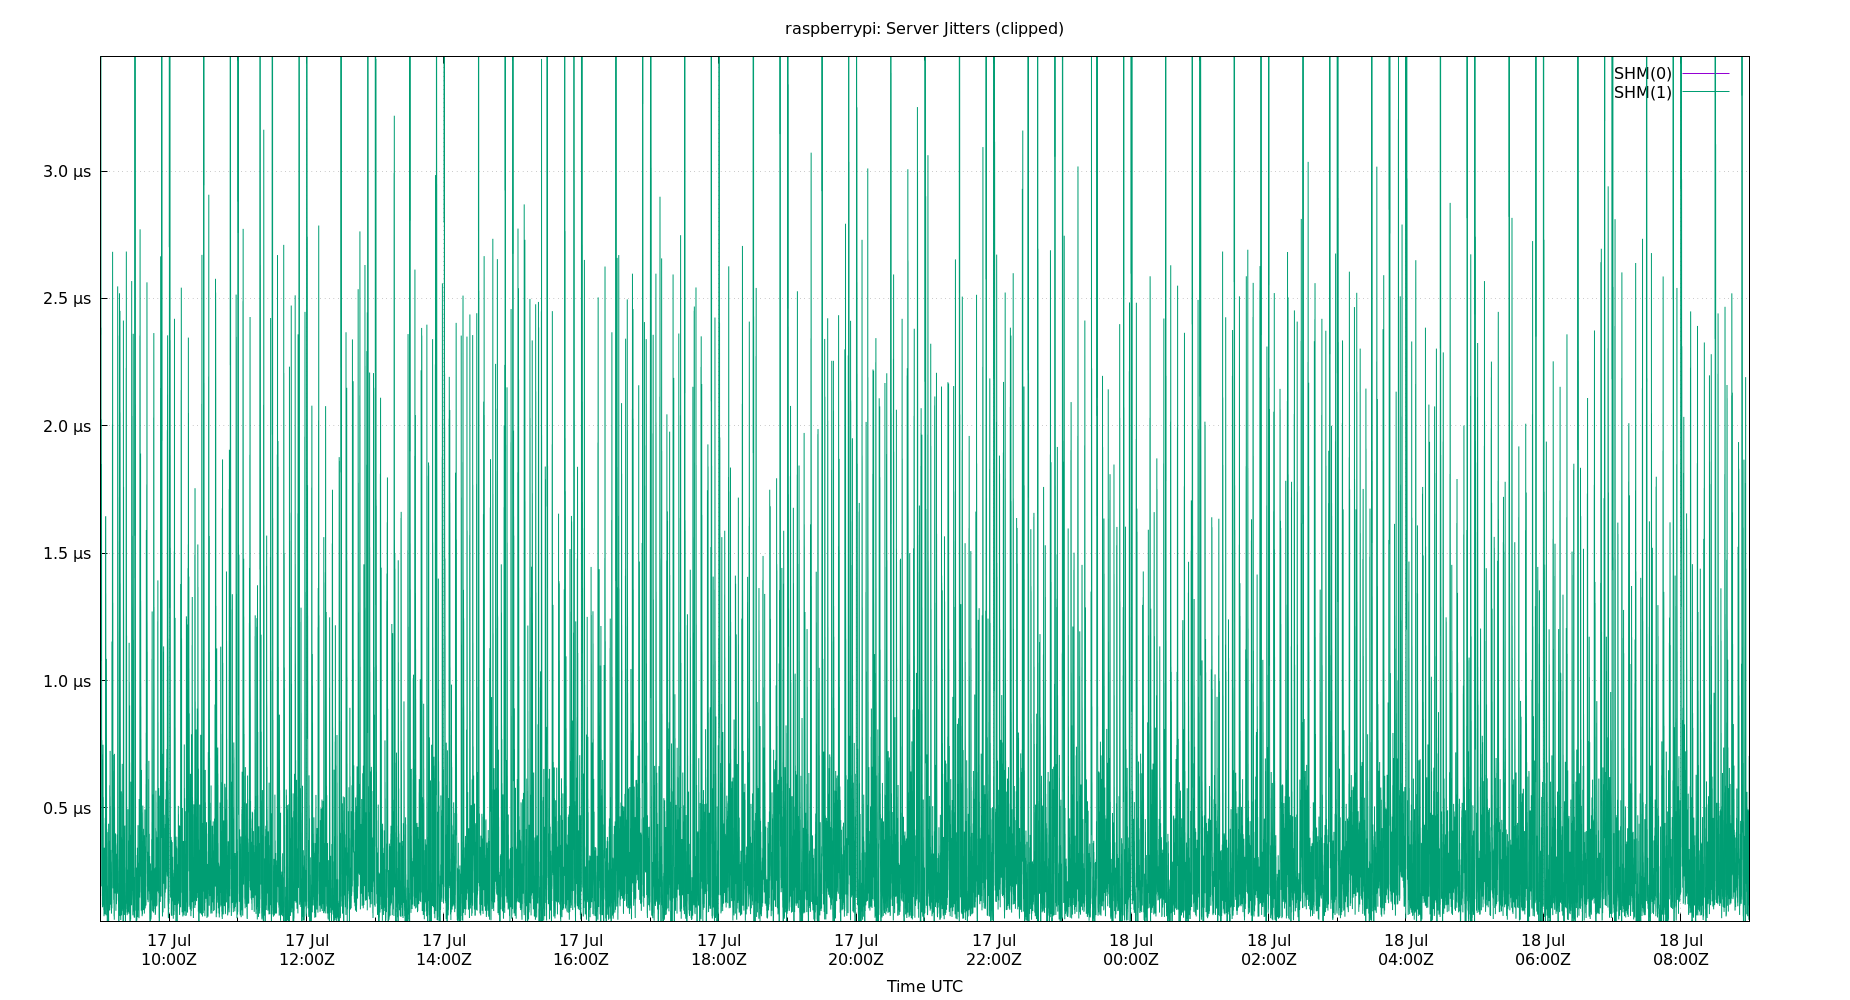 raspberrypi: Server Jitters (clipped)
SHM(0)
SHM(1)
3.0 µs
2.5 µs
2.0 µs
1.5 µs
1.0 µs
0.5 µs
17 Jul 17 Jul 17 Jul 17 Jul 17 Jul 17 Jul 17 Jul 18 Jul 18 Jul 18 Jul 18 Jul 18 Jul
10:00Z 12:00Z 14:00Z 16:00Z 18:00Z 20:00Z 22:00Z 00:00Z 02:00Z 04:00Z 06:00Z 08:00Z
Time UTC